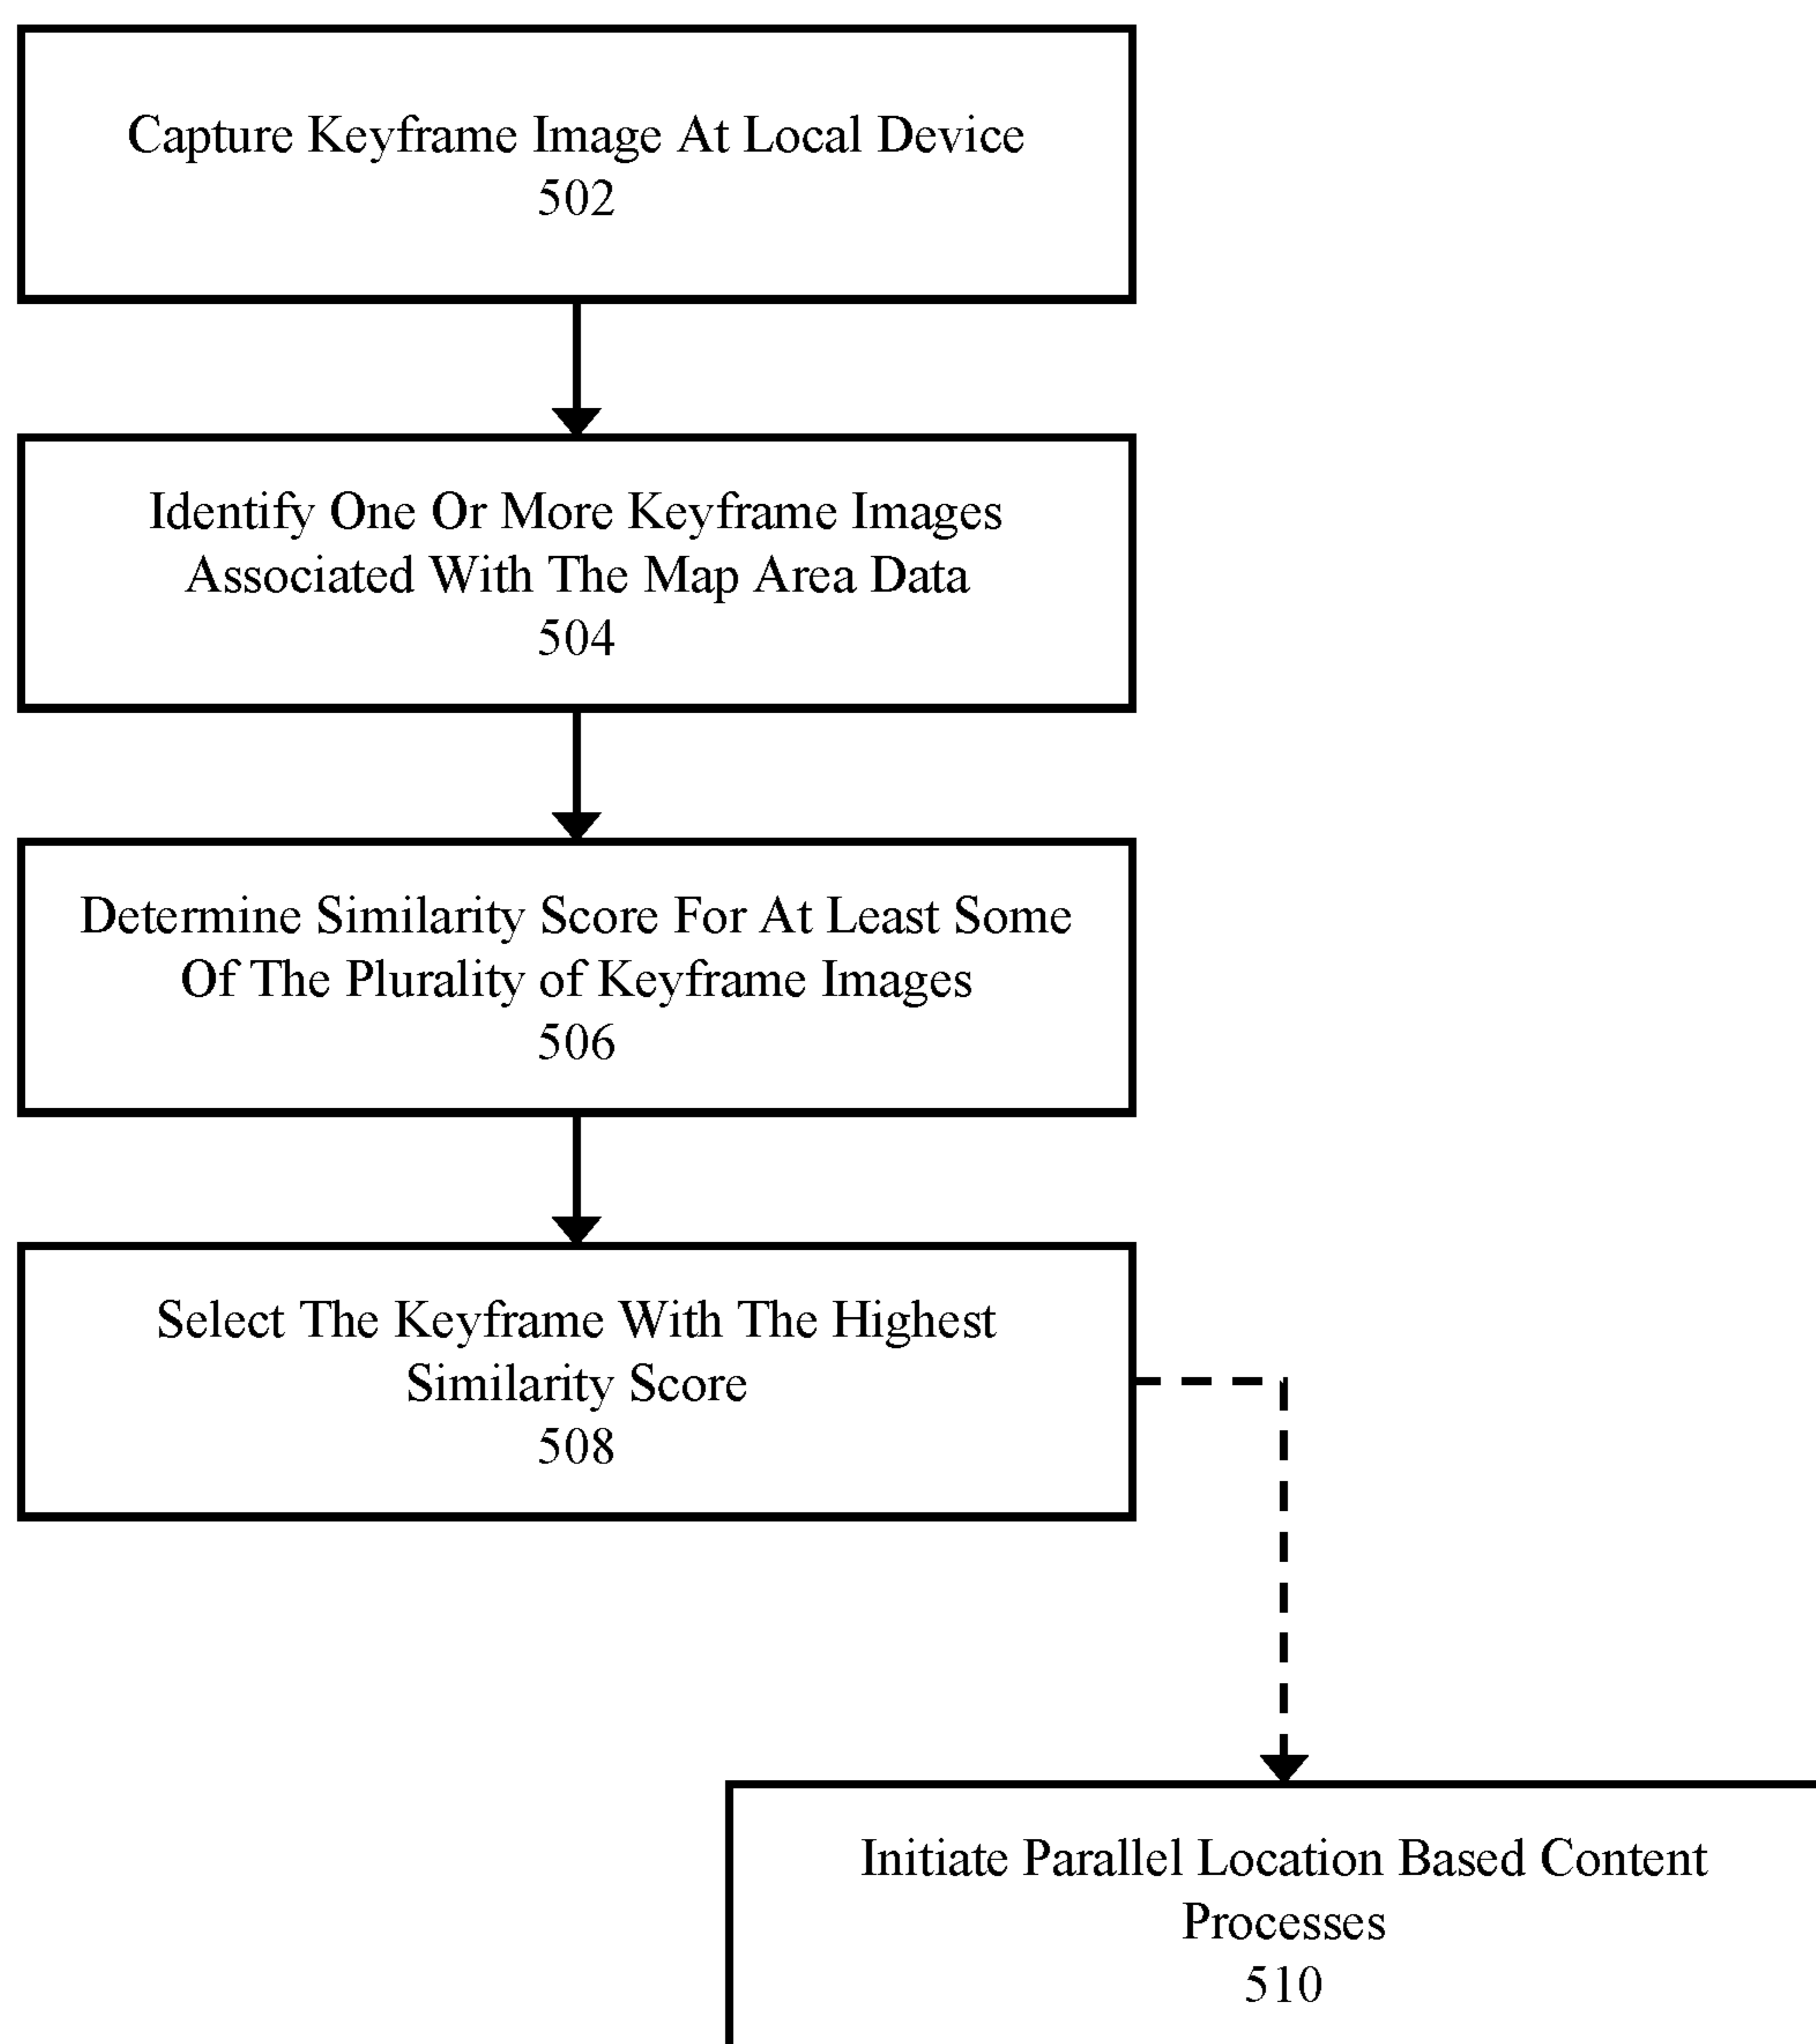 Capture Keyframe Image At Local Device
502
Identify One Or More Keyframe Images
Associated With The Map Area Data
504
Determine Similarity Score For At Least Some
Of The Plurality of Keyframe Images
506
Select The Keyframe With The Highest
Similarity Score
508
Initiate Parallel Location Based Content
Processes
510